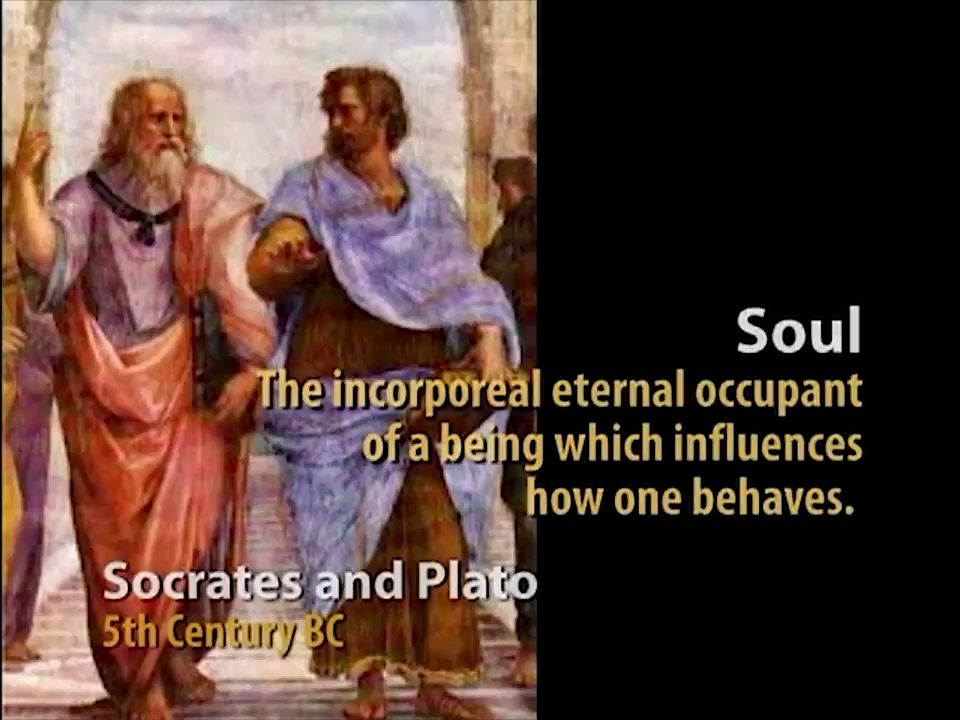 Soul
The incorporeal eternal occupant
of a being which influences
how one behaves.
Socrates and Plato
5th Century BC